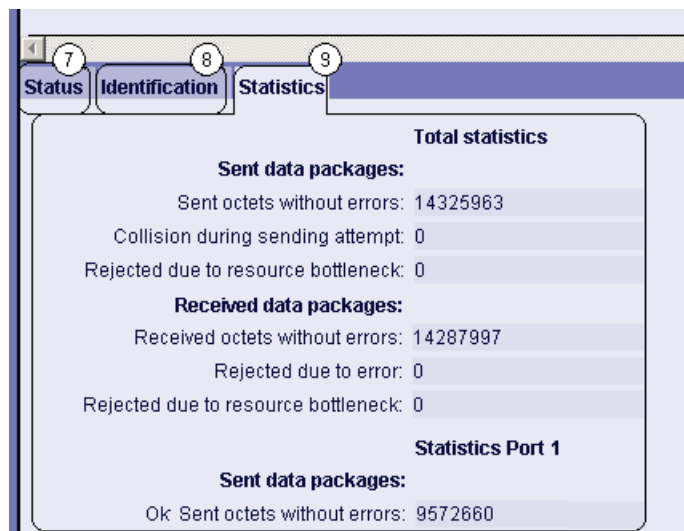 7 8 9
Status Identification Statistics
Total statistics
Sent data packages:
Sent octets without errors: 14325963
Collision during sending attempt: 0
Rejected due to resource bottleneck: 0
Received data packages:
Received octets without errors: 14287997
Rejected due to error: 0
Rejected due to resource bottleneck: 0
Statistics Port 1
Sent data packages:
Ok Sent octets without errors: 9572660